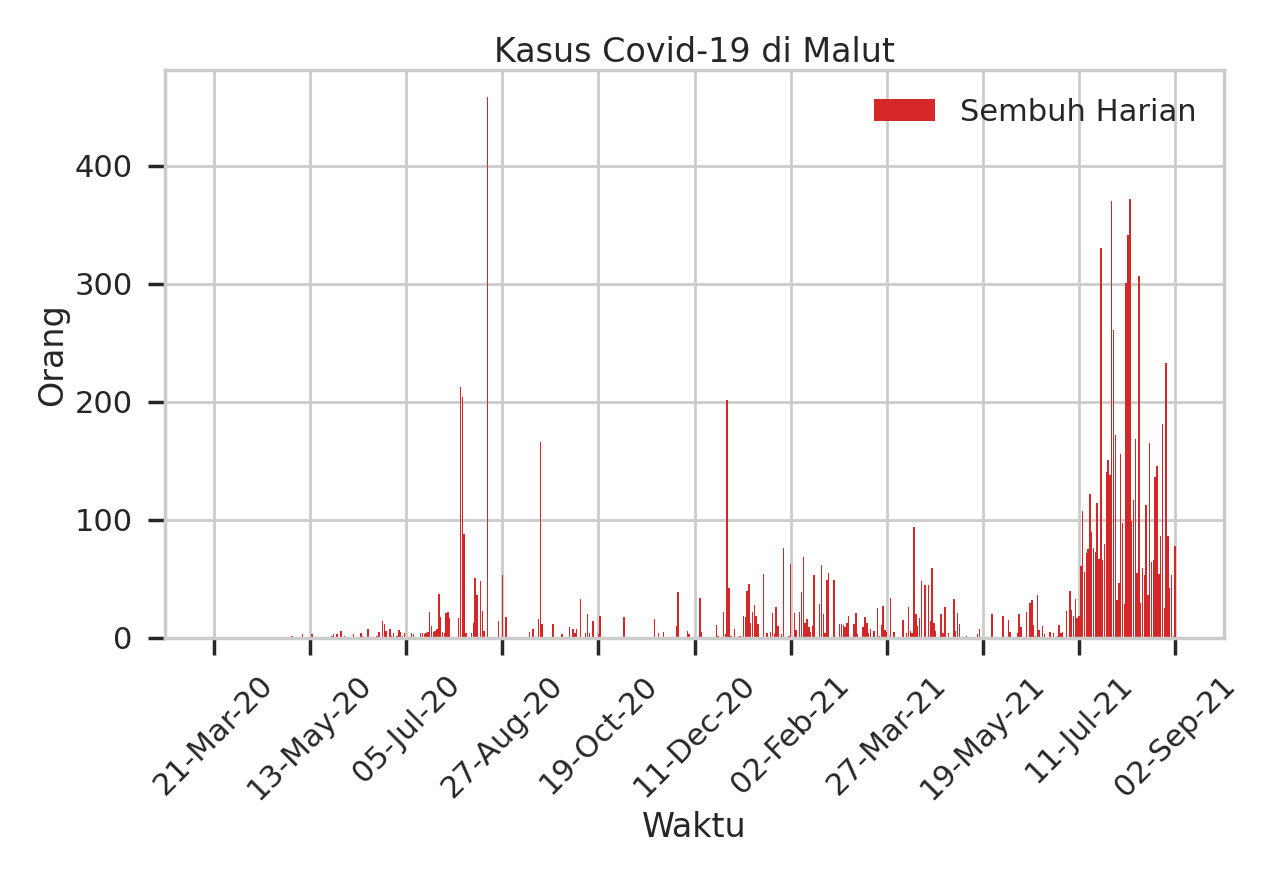 Kasus Covid-19 di Malut
Sembuh Harian
Orang
400
300
200
100
0
21-Mar-20
13-May-20
05-Jul-20
27-Aug-20
19-Oct-20
11-Dec-20
02-Feb-21
27-Mar-21
19-May-21
11-Jul-21
02-Sep-21
Waktu